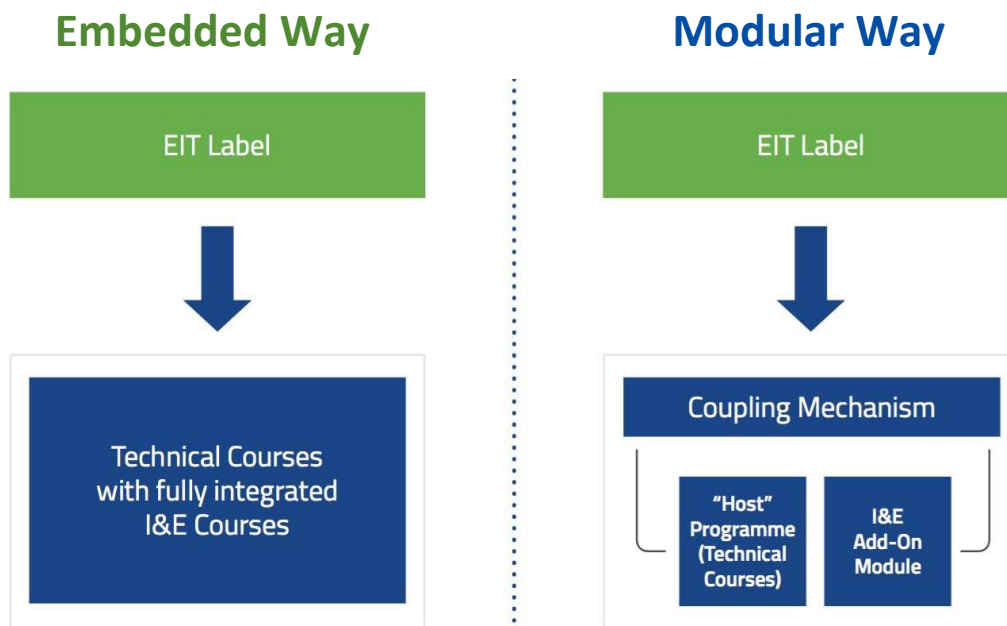 Embedded Way
Modular Way
EIT Label
EIT Label
Technical Courses
with fully integrated
I&E Courses
Coupling Mechanism
“Host”
Programme
(Technical
Courses)
I&E
Add-On
Module